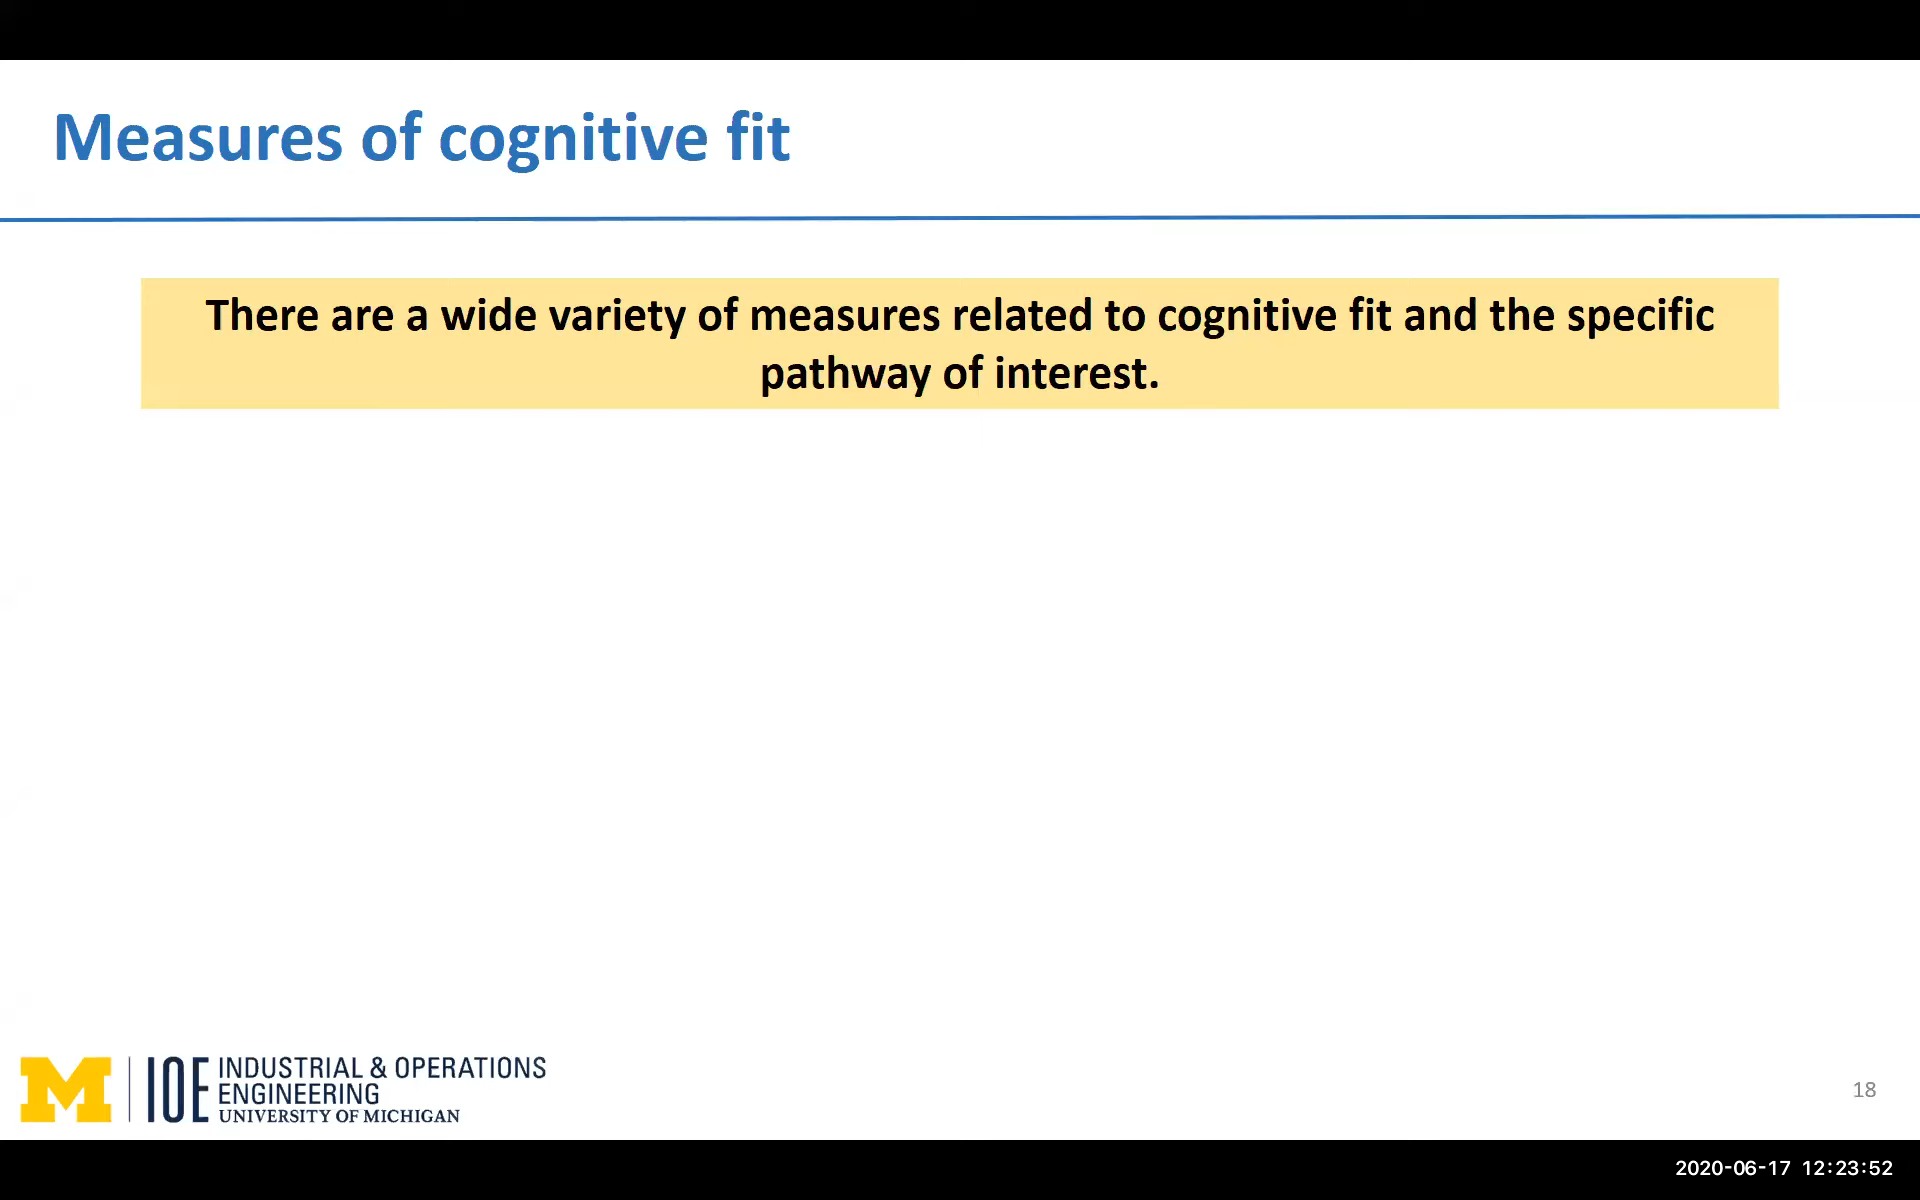 Measures of cognitive fit
There are a wide variety of measures related to cognitive fit and the specific
pathway of interest.
M
IOE
INDUSTRIAL & OPERATIONS
ENGINEERING
UNIVERSITY OF MICHIGAN
18
2020-06-17 12:23:52